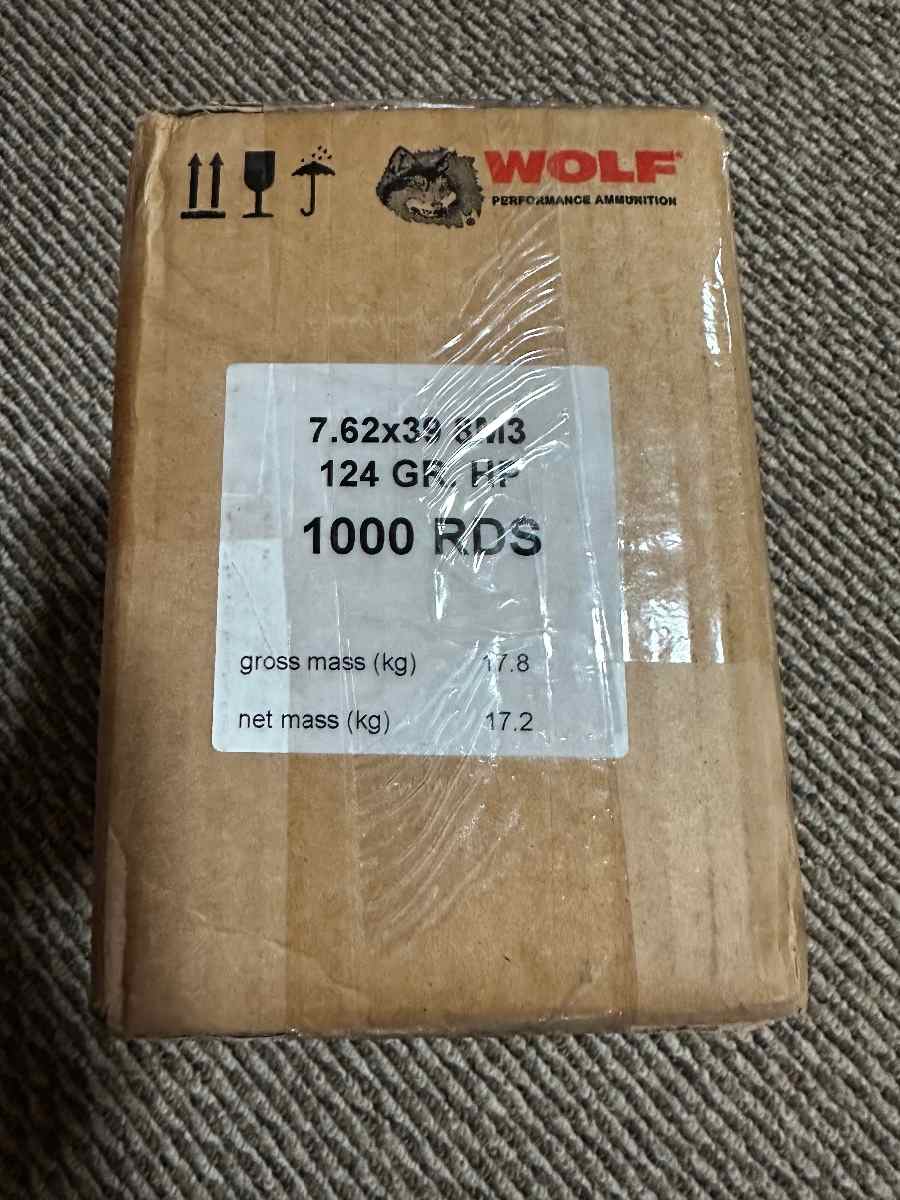 WOLF®
PERFORMANCE AMMUNITION
®
7.62x39 8M3
124 GR. HP
1000 RDS
gross mass (kg) 17.8
net mass (kg) 17.2